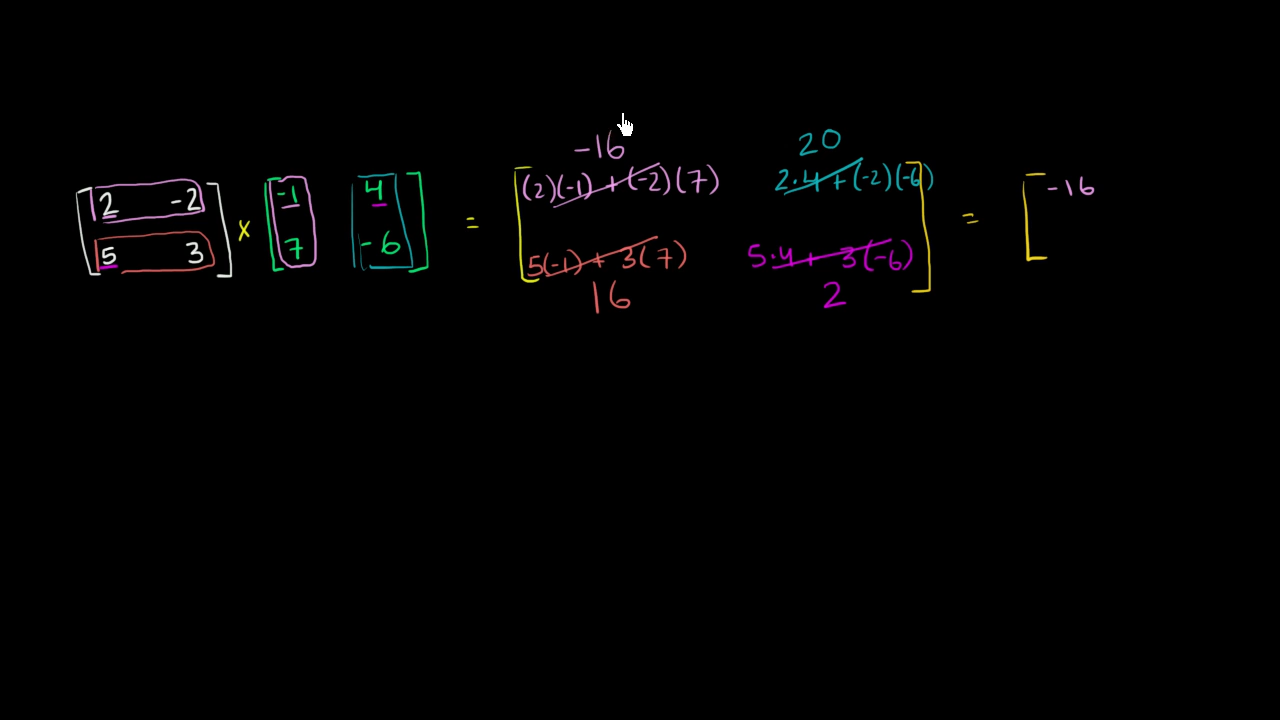 -16 20
[2 -2] × [-1 4] = [(2)(-1) + (-2)(7) 2·4 + (-2)(-6)] = [-16
[5 3] [7 -6] [5(-1) + 3(7) 5·4 + 3(-6)]
16 2